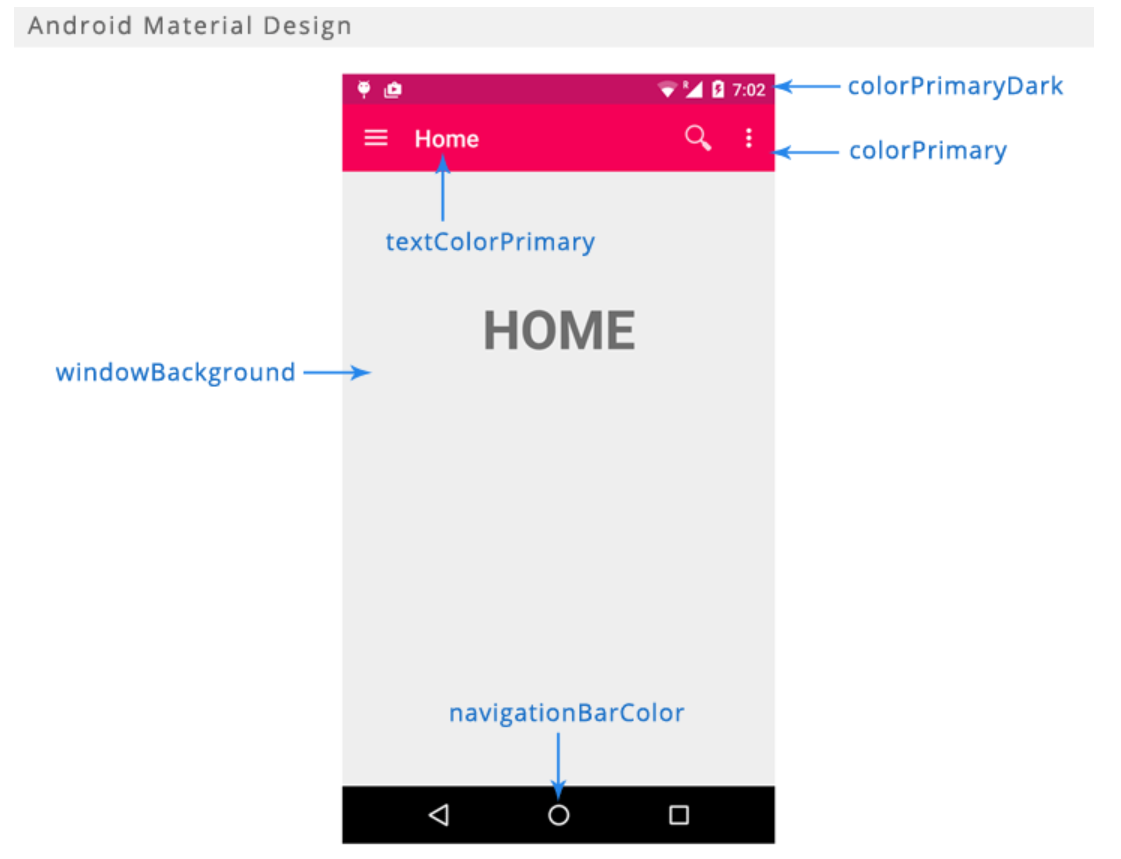 Android Material Design
R 7:02
colorPrimaryDark
Home
colorPrimary
textColorPrimary
HOME
windowBackground
navigationBarColor